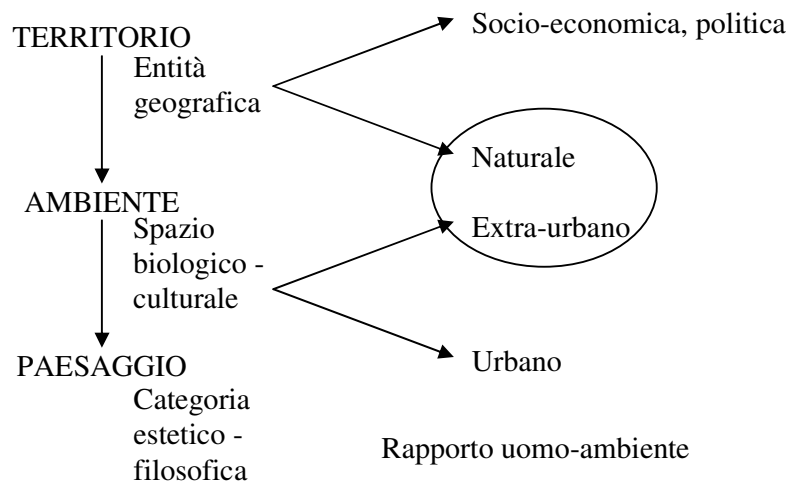 TERRITORIO
Entità
geografica
Socio-economica, politica
Naturale
AMBIENTE
Spazio
biologico -
culturale
Extra-urbano
Urbano
PAESAGGIO
Categoria
estetico -
filosofica
Rapporto uomo-ambiente